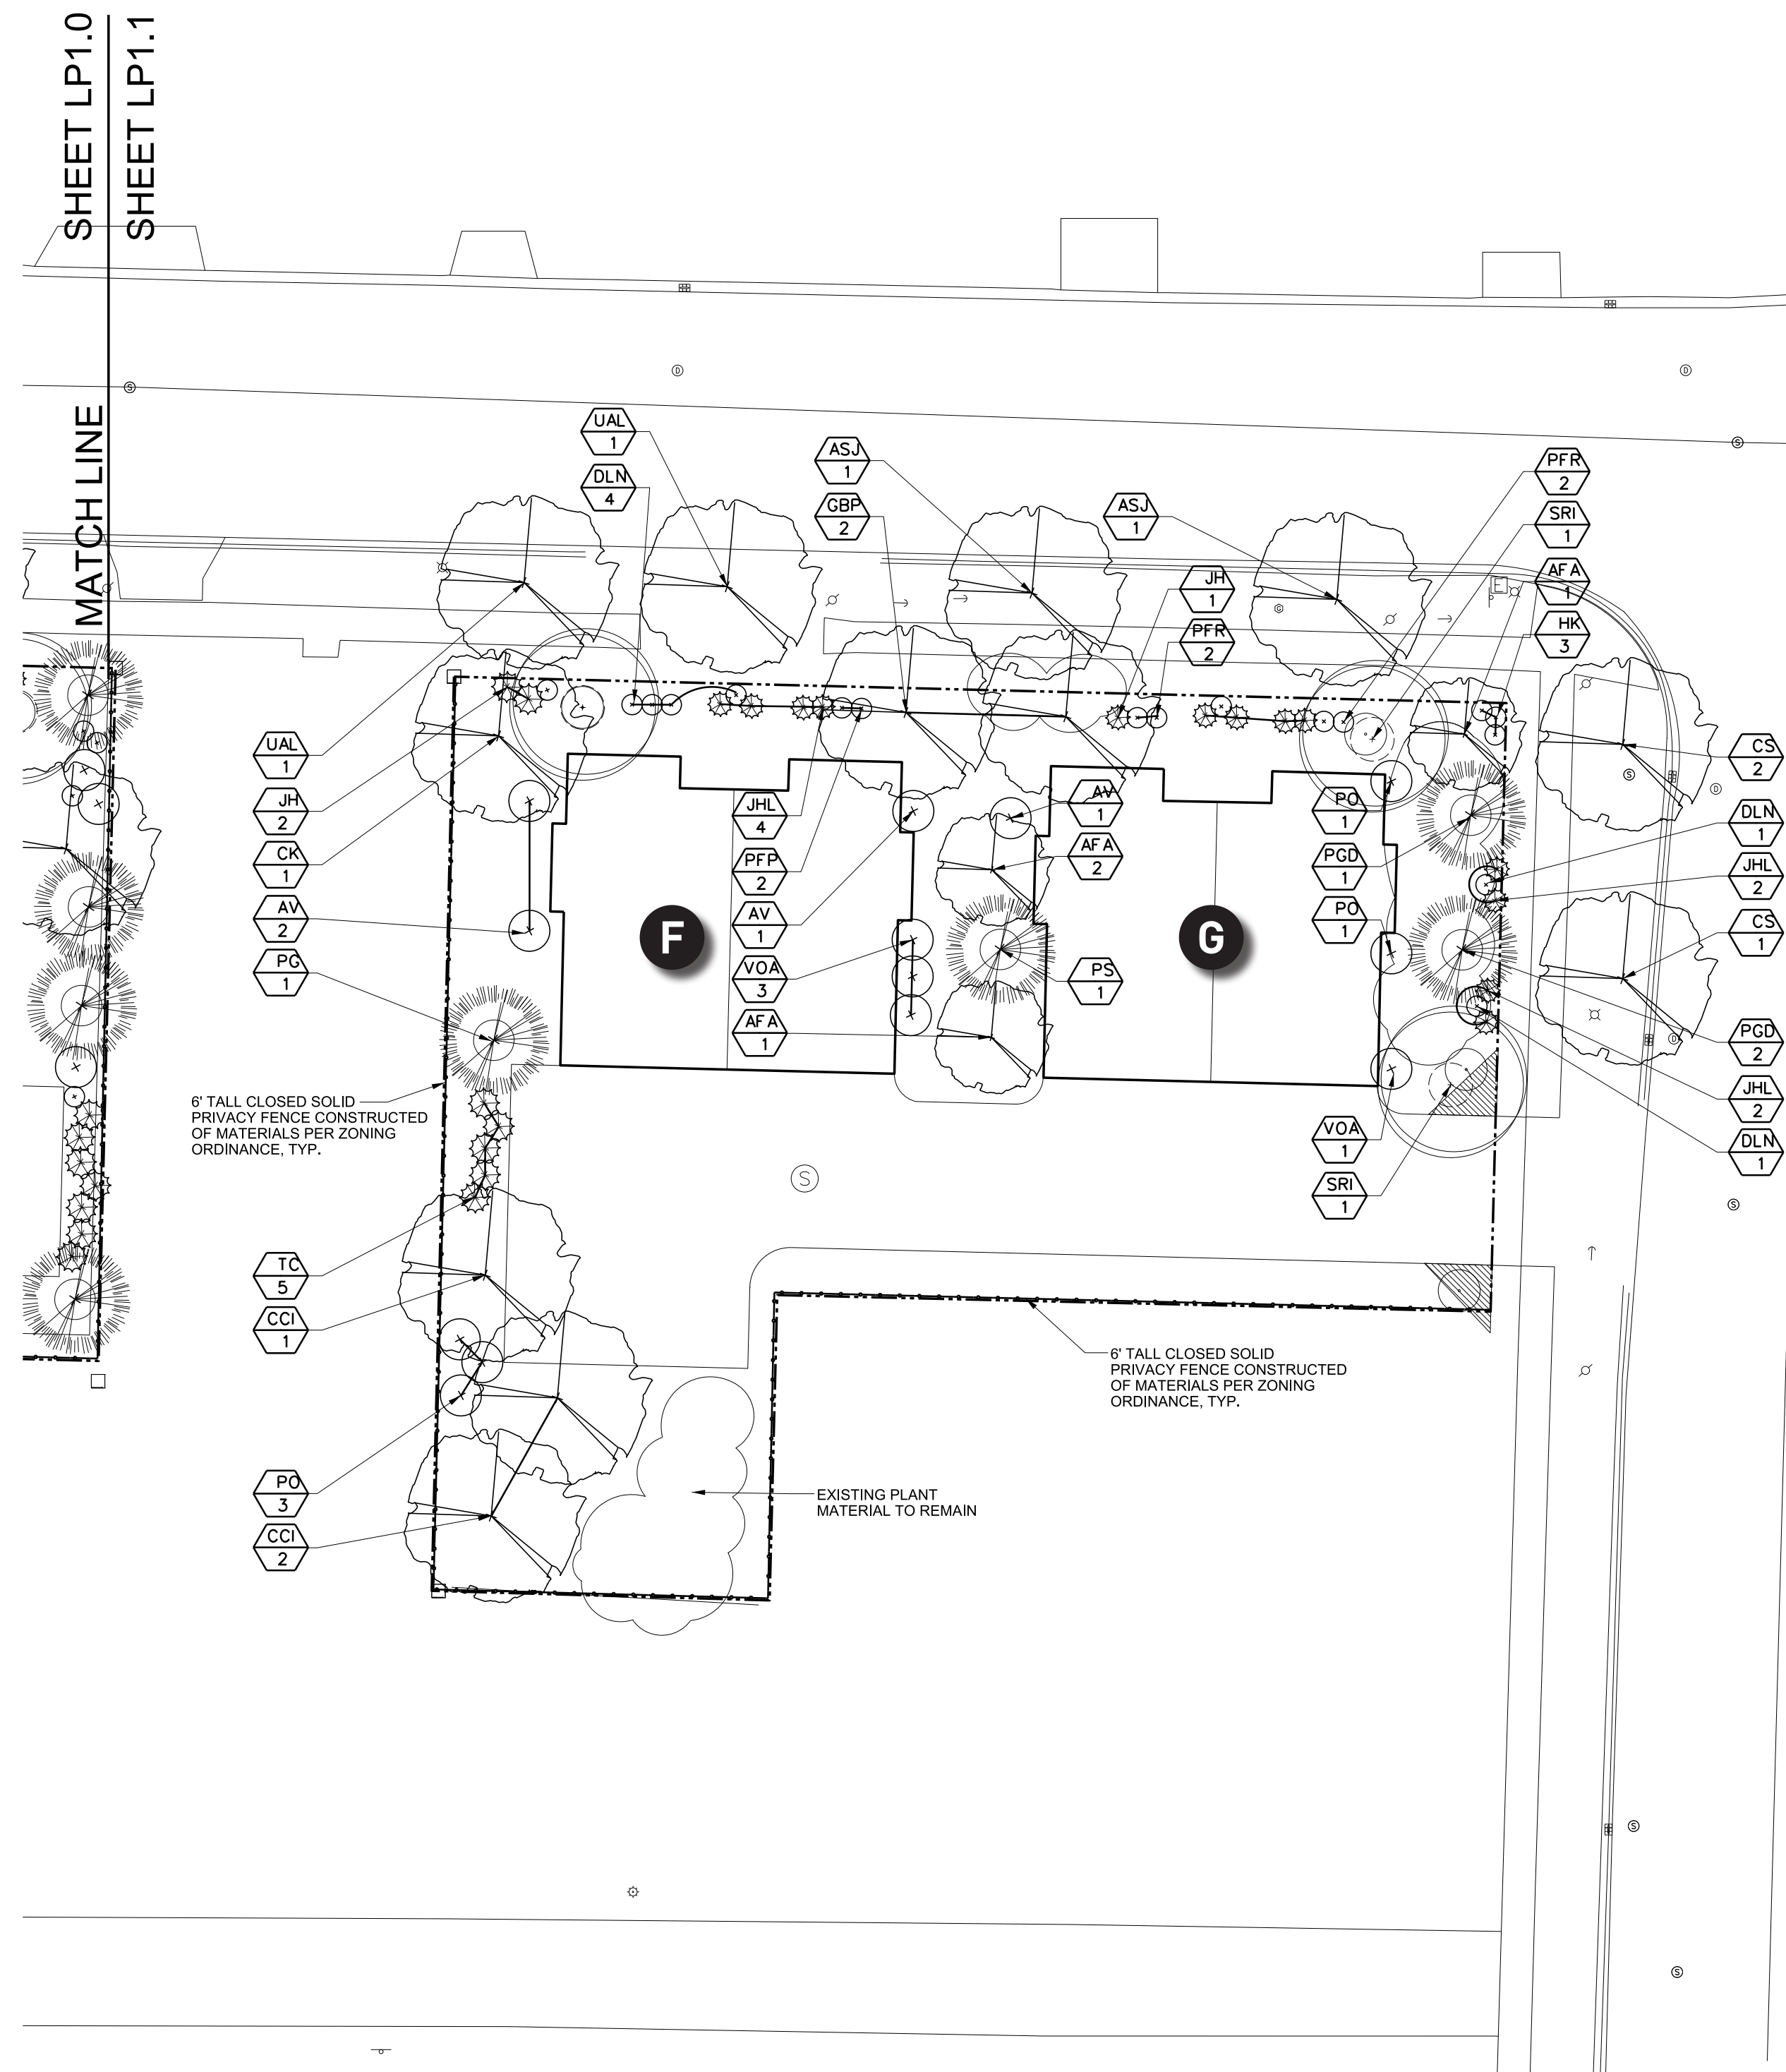 SHEET LP1.0
SHEET LP1.1
MATCH LINE
UAL
1
DLN
4
ASJ
1
GBP
2
ASJ
1
PFR
2
SRI
1
AFA
1
HK
3
JH
1
PFR
2
UAL
1
JH
2
CK
1
AV
2
PG
1
JHL
4
PFP
2
AV
1
VOA
3
AFA
1
AV
1
AFA
2
PS
1
PO
1
PGD
1
PO
1
CS
2
DLN
1
JHL
2
CS
1
PGD
2
JHL
2
DLN
1
F
G
E
6' TALL CLOSED SOLID
PRIVACY FENCE CONSTRUCTED
OF MATERIALS PER ZONING
ORDINANCE, TYP.
VOA
1
SRI
1
S
TC
5
CCI
1
6' TALL CLOSED SOLID
PRIVACY FENCE CONSTRUCTED
OF MATERIALS PER ZONING
ORDINANCE, TYP.
PO
3
CCI
2
EXISTING PLANT
MATERIAL TO REMAIN
S
S
D
D
S
G
S
D
D
S
S
S